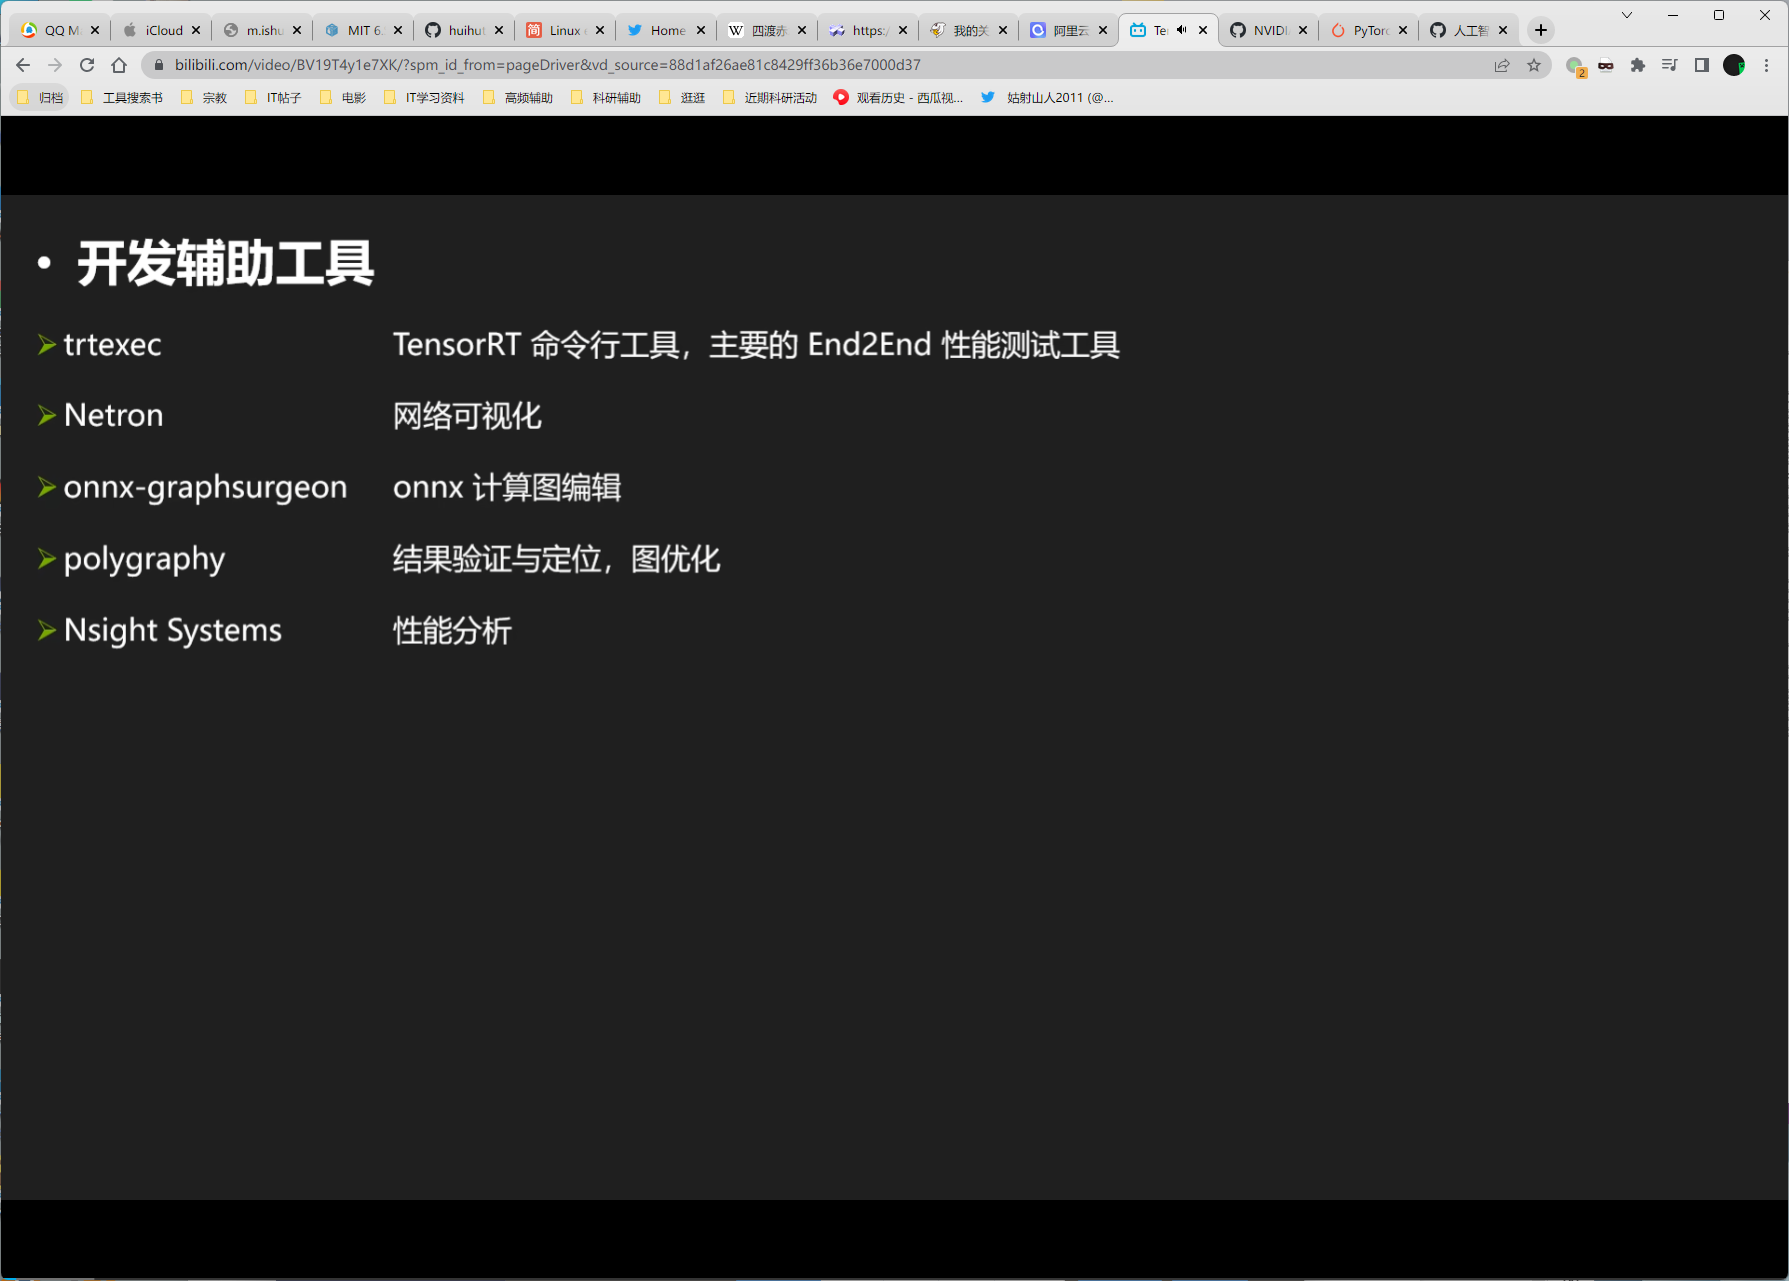 QQ M
iCloud
m.ishu
MIT 6.
huihut
Linux
Home
四渡赤
https:/
我的关
阿里云
Te
NVIDI
PyTorc
人工智
bilibili.com/video/BV19T4y1e7XK/?spm_id_from=pageDriver&vd_source=88d1af26ae81c8429ff36b36e7000d37
2
归档
工具搜索书
宗教
IT帖子
电影
IT学习资料
高频辅助
科研辅助
逛逛
近期科研活动
观看历史 - 西瓜视...
姑射山人2011 (@...
• 开发辅助工具
➢ trtexec TensorRT 命令行工具，主要的 End2End 性能测试工具
➢ Netron 网络可视化
➢ onnx-graphsurgeon onnx 计算图编辑
➢ polygraphy 结果验证与定位，图优化
➢ Nsight Systems 性能分析